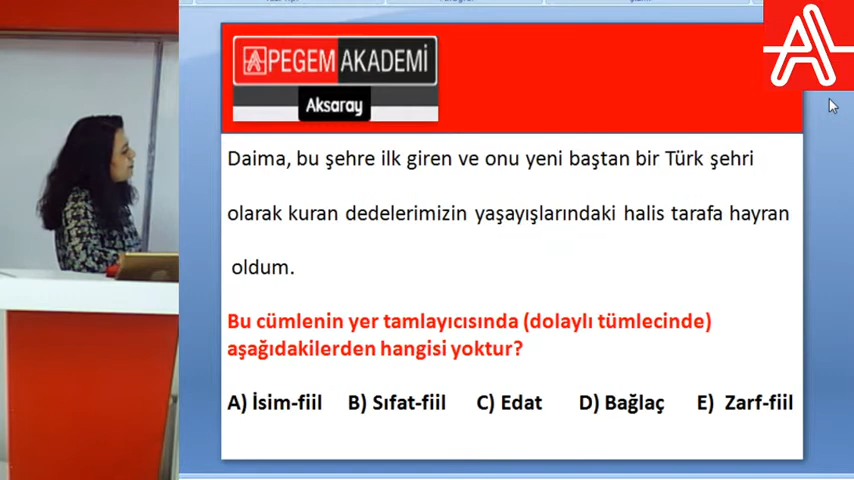 PEGEM AKADEMİ
Aksaray
Daima, bu şehre ilk giren ve onu yeni baştan bir Türk şehri
olarak kuran dedelerimizin yaşayışlarındaki halis tarafa hayran
oldum.
Bu cümlenin yer tamlayıcısında (dolaylı tümlecinde)
aşağıdakilerden hangisi yoktur?
A) İsim-fiil B) Sıfat-fiil C) Edat D) Bağlaç E) Zarf-fiil